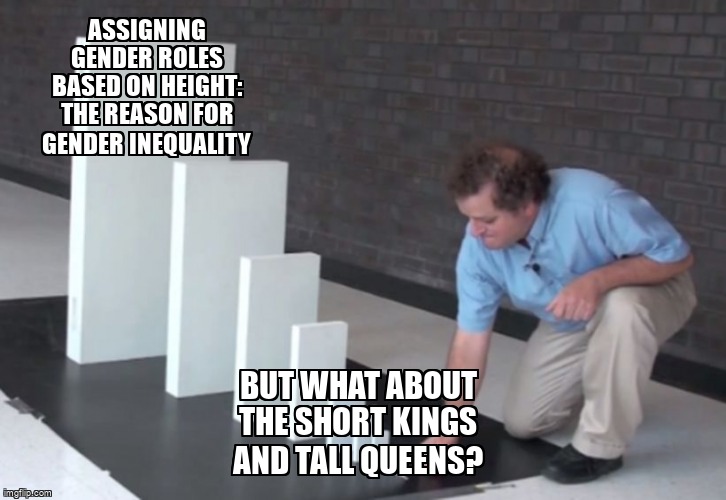 ASSIGNING
GENDER ROLES
BASED ON HEIGHT:
THE REASON FOR
GENDER INEQUALITY
BUT WHAT ABOUT
THE SHORT KINGS
AND TALL QUEENS?
imgflip.com